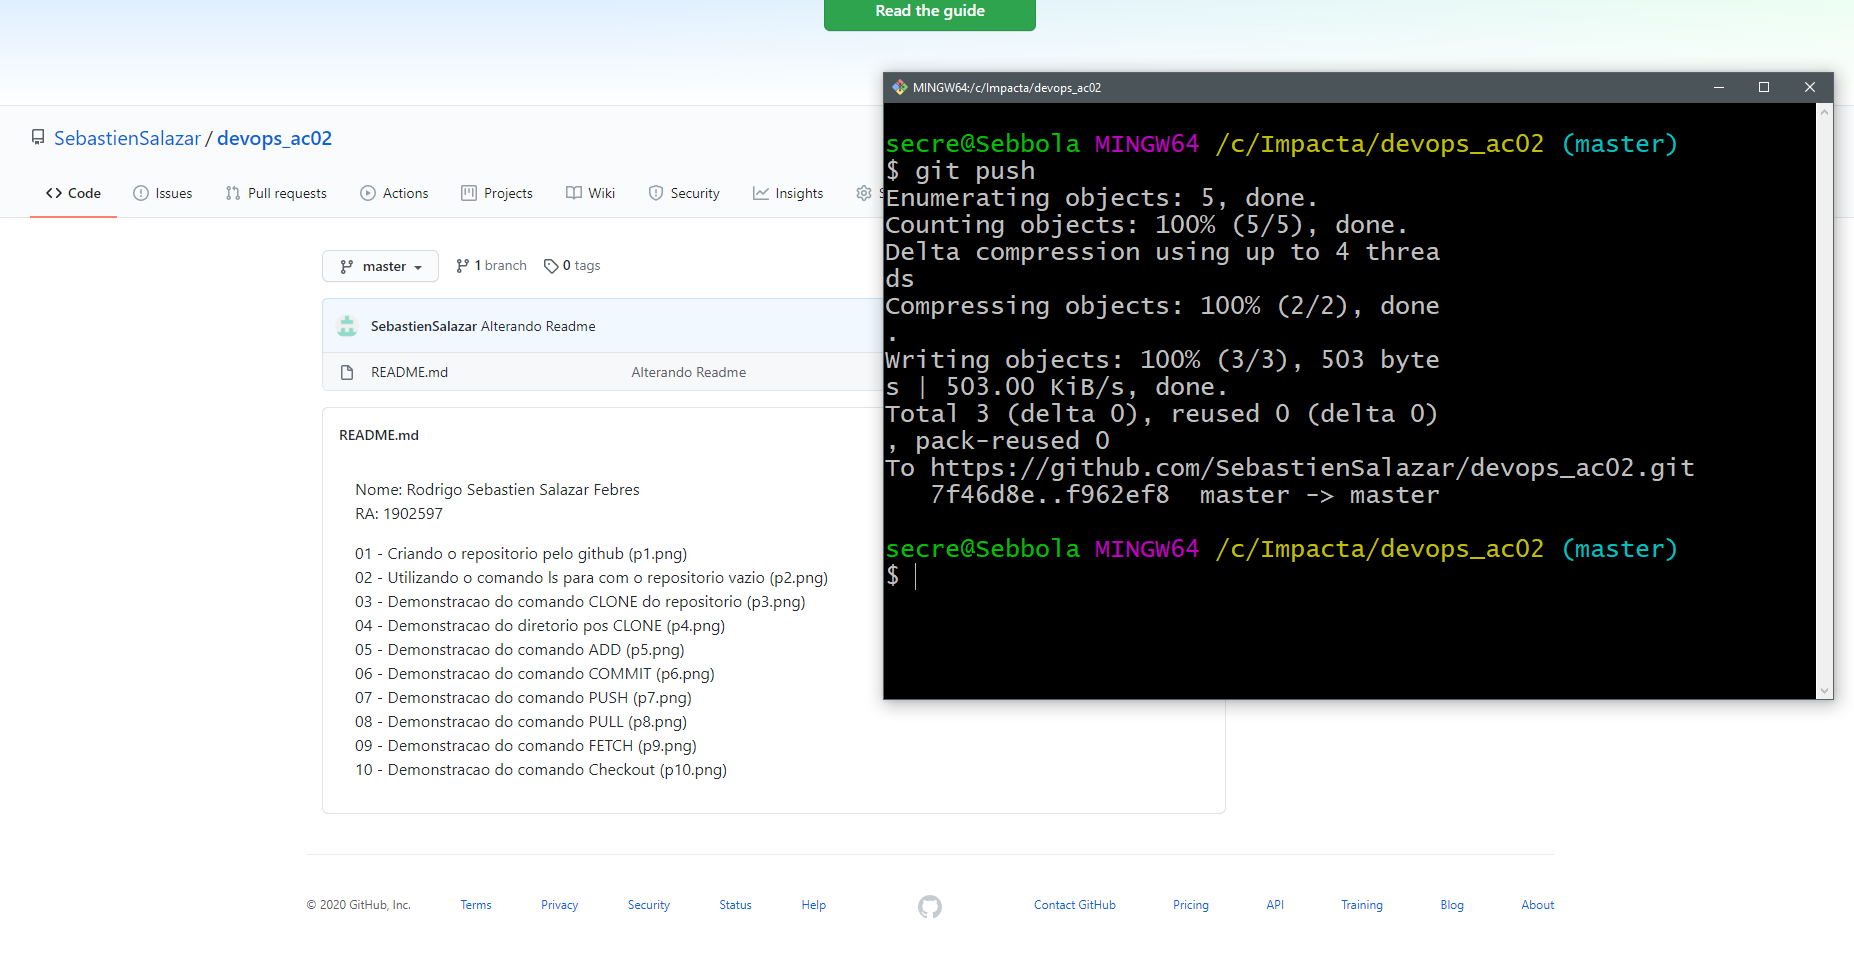 Read the guide
SebastienSalazar / devops_ac02
Code Issues Pull requests Actions Projects Wiki Security Insights
master 1 branch 0 tags
SebastienSalazar Alterando Readme
README.md Alterando Readme
README.md
Nome: Rodrigo Sebastien Salazar Febres
RA: 1902597
01 - Criando o repositorio pelo github (p1.png)
02 - Utilizando o comando ls para com o repositorio vazio (p2.png)
03 - Demonstracao do comando CLONE do repositorio (p3.png)
04 - Demonstracao do diretorio pos CLONE (p4.png)
05 - Demonstracao do comando ADD (p5.png)
06 - Demonstracao do comando COMMIT (p6.png)
07 - Demonstracao do comando PUSH (p7.png)
08 - Demonstracao do comando PULL (p8.png)
09 - Demonstracao do comando FETCH (p9.png)
10 - Demonstracao do comando Checkout (p10.png)
MINGW64:/c/Impacta/devops_ac02
secre@Sebbola MINGW64 /c/Impacta/devops_ac02 (master)
$ git push
Enumerating objects: 5, done.
Counting objects: 100% (5/5), done.
Delta compression using up to 4 threa
ds
Compressing objects: 100% (2/2), done
.
Writing objects: 100% (3/3), 503 byte
s | 503.00 KiB/s, done.
Total 3 (delta 0), reused 0 (delta 0)
, pack-reused 0
To https://github.com/SebastienSalazar/devops_ac02.git
7f46d8e..f962ef8 master -> master
secre@Sebbola MINGW64 /c/Impacta/devops_ac02 (master)
$
© 2020 GitHub, Inc. Terms Privacy Security Status Help Contact GitHub Pricing API Training Blog About